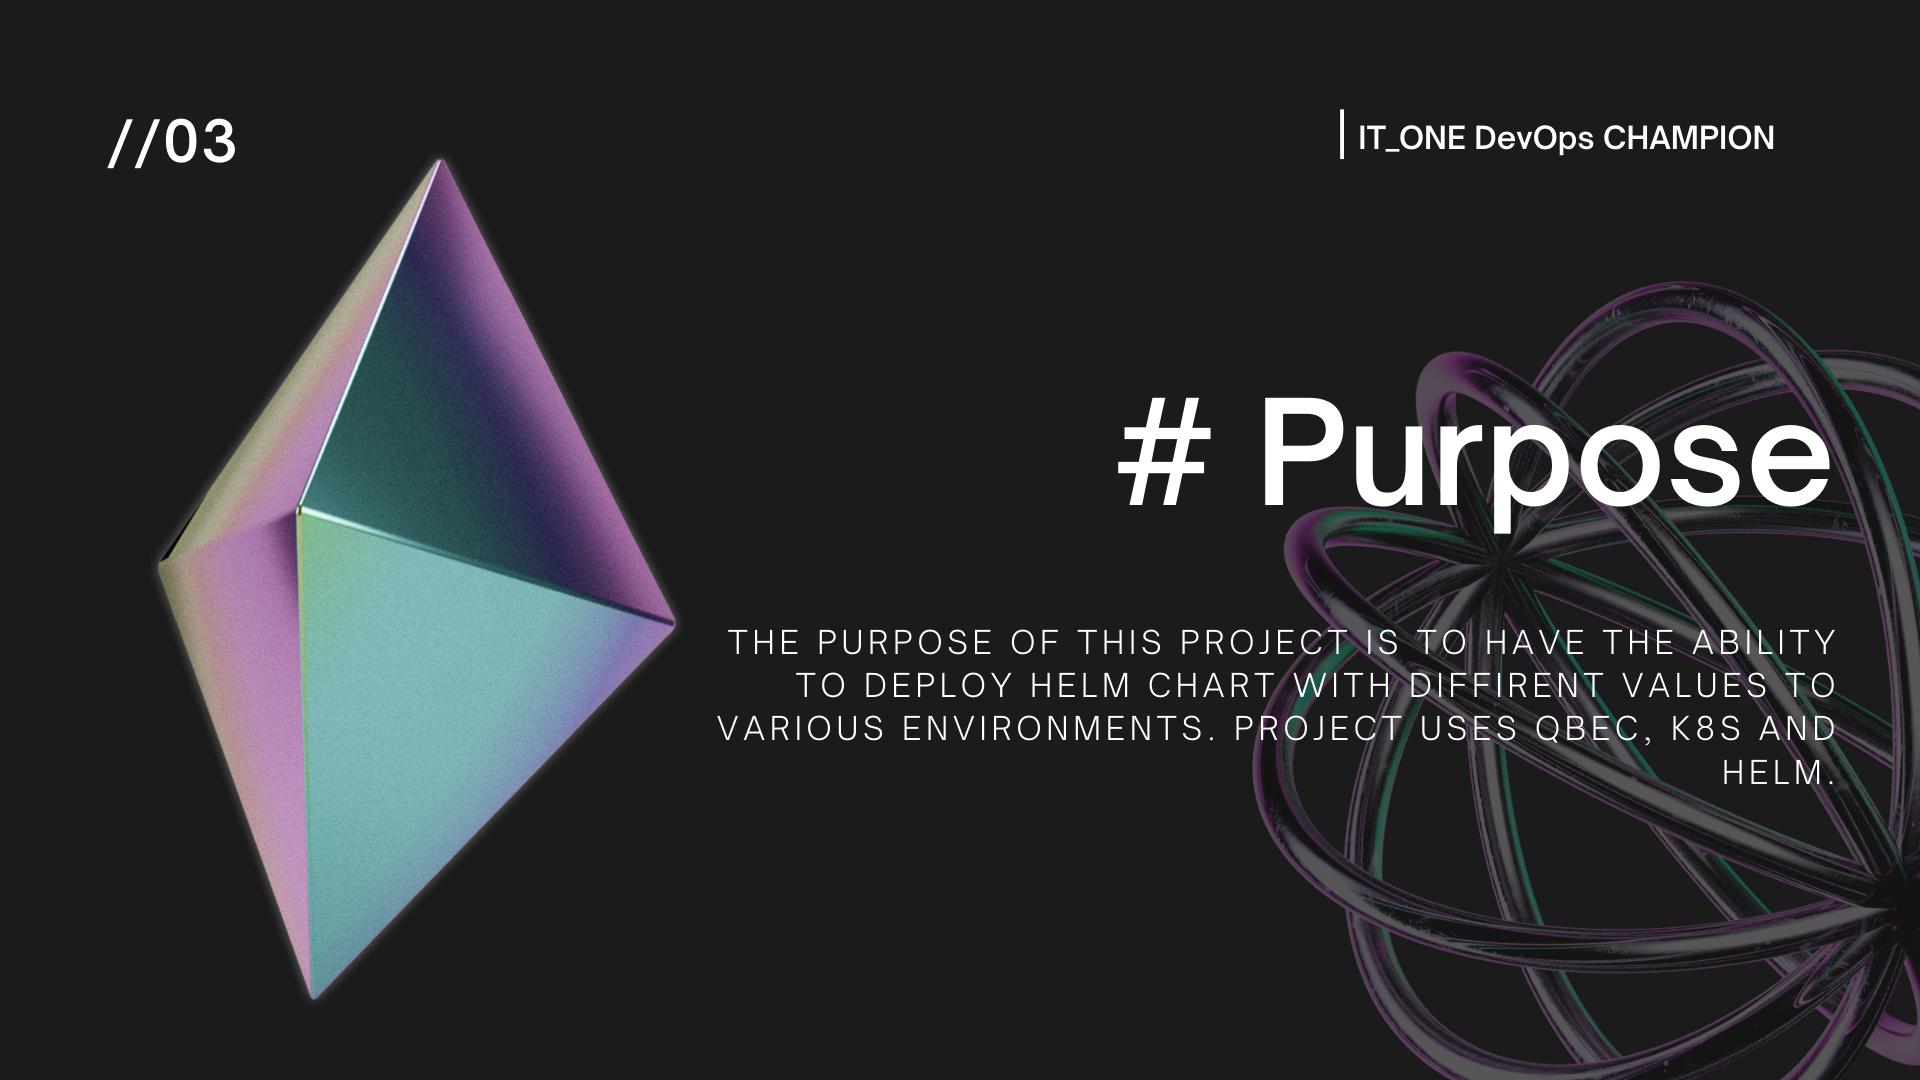 //03
IT_ONE DevOps CHAMPION
# Purpose
THE PURPOSE OF THIS PROJECT IS TO HAVE THE ABILITY
TO DEPLOY HELM CHART WITH DIFFIRENT VALUES TO
VARIOUS ENVIRONMENTS. PROJECT USES QBEC, K8S AND
HELM.